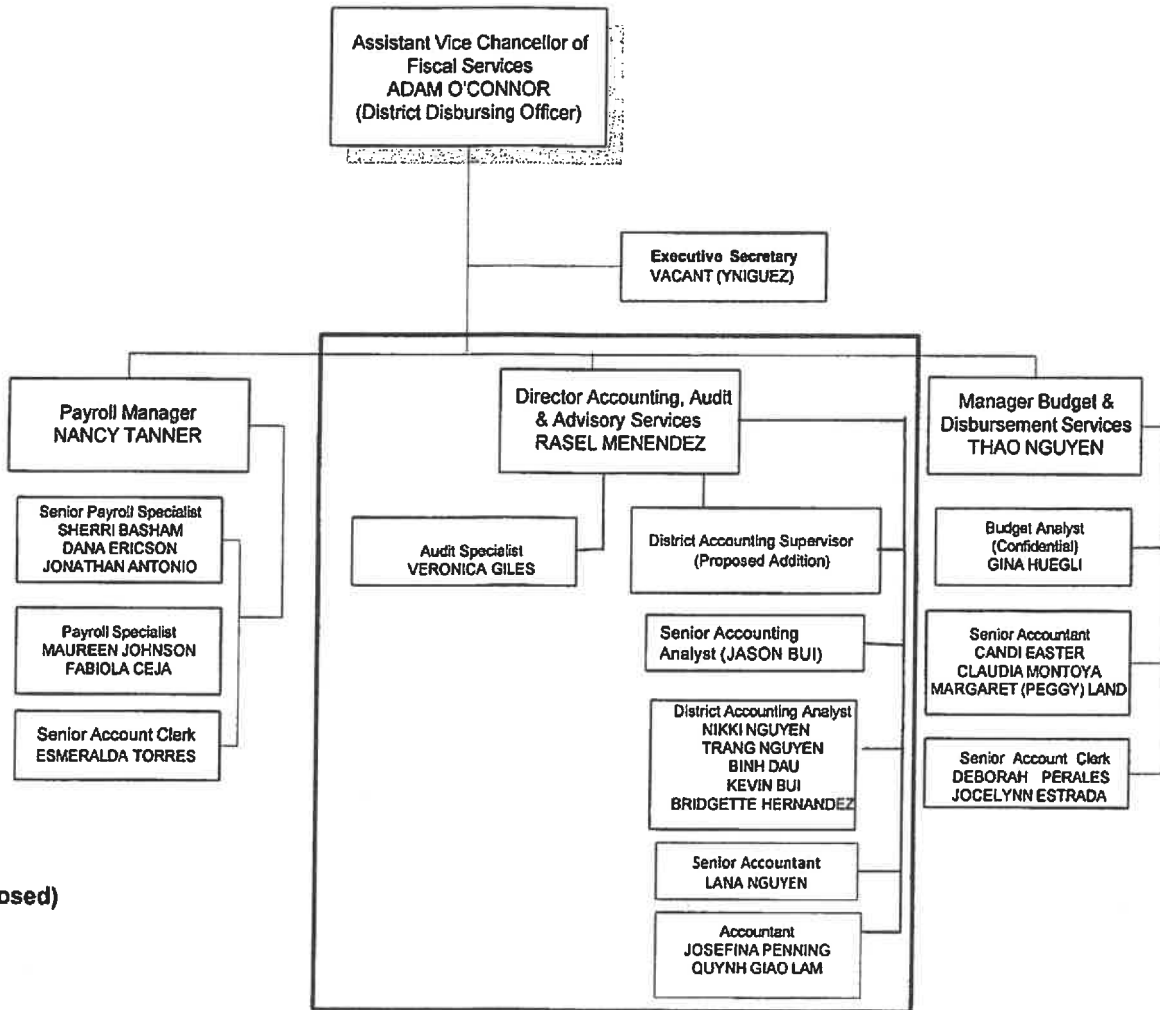 Assistant Vice Chancellor of
Fiscal Services
ADAM O'CONNOR
(District Disbursing Officer)
Executive Secretary
VACANT (YNIGUEZ)
Payroll Manager
NANCY TANNER
Senior Payroll Specialist
SHERRI BASHAM
DANA ERICSON
JONATHAN ANTONIO
Payroll Specialist
MAUREEN JOHNSON
FABIOLA CEJA
Senior Account Clerk
ESMERALDA TORRES
Director Accounting, Audit
& Advisory Services
RASEL MENENDEZ
Audit Specialist
VERONICA GILES
District Accounting Supervisor
(Proposed Addition)
Senior Accounting
Analyst (JASON BUI)
District Accounting Analyst
NIKKI NGUYEN
TRANG NGUYEN
BINH DAU
KEVIN BUI
BRIDGETTE HERNANDEZ
Senior Accountant
LANA NGUYEN
Accountant
JOSEFINA PENNING
QUYNH GIAO LAM
Manager Budget &
Disbursement Services
THAO NGUYEN
Budget Analyst
(Confidential)
GINA HUEGLI
Senior Accountant
CANDI EASTER
CLAUDIA MONTOYA
MARGARET (PEGGY) LAND
Senior Account Clerk
DEBORAH PERALES
JOCELYNN ESTRADA
osed)